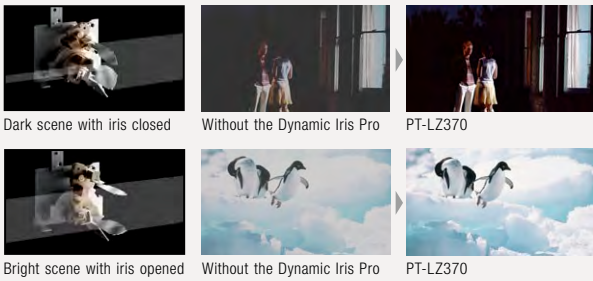 Dark scene with iris closed
Without the Dynamic Iris Pro
PT-LZ370
Bright scene with iris opened
Without the Dynamic Iris Pro
PT-LZ370